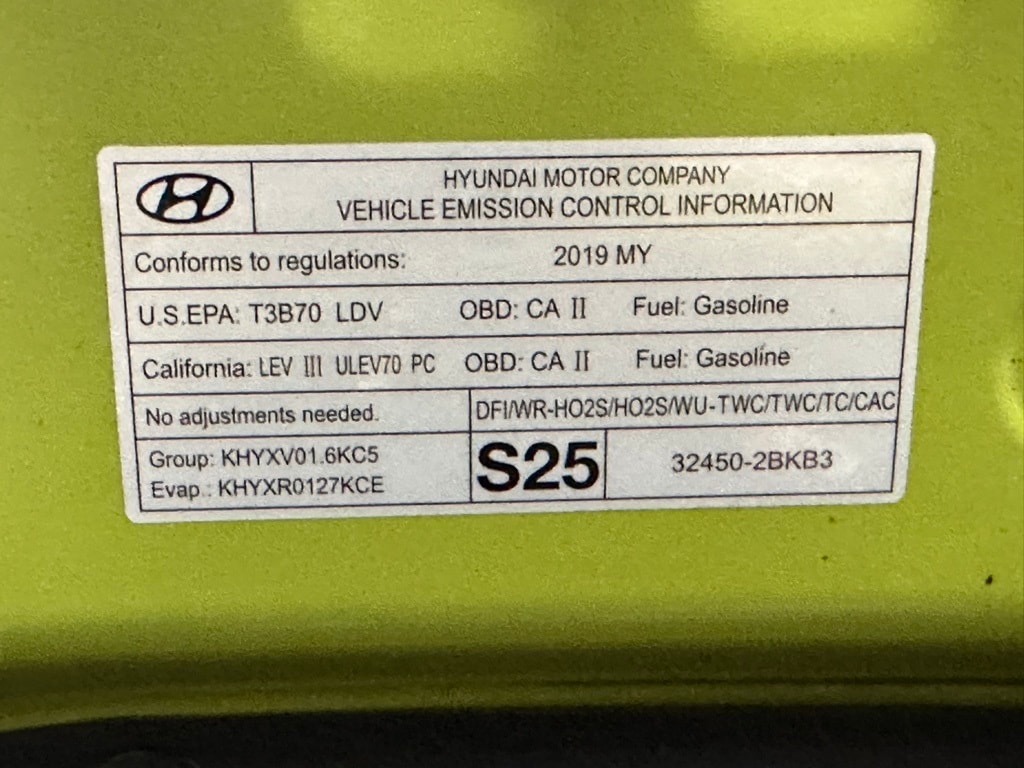 HYUNDAI MOTOR COMPANY
VEHICLE EMISSION CONTROL INFORMATION
Conforms to regulations: 2019 MY
U.S.EPA: T3B70 LDV OBD: CA II Fuel: Gasoline
California: LEV III ULEV70 PC OBD: CA II Fuel: Gasoline
No adjustments needed. DFI/WR-HO2S/HO2S/WU-TWC/TWC/TC/CAC
Group: KHYXV01.6KC5
Evap.: KHYXR0127KCE
S25
32450-2BKB3